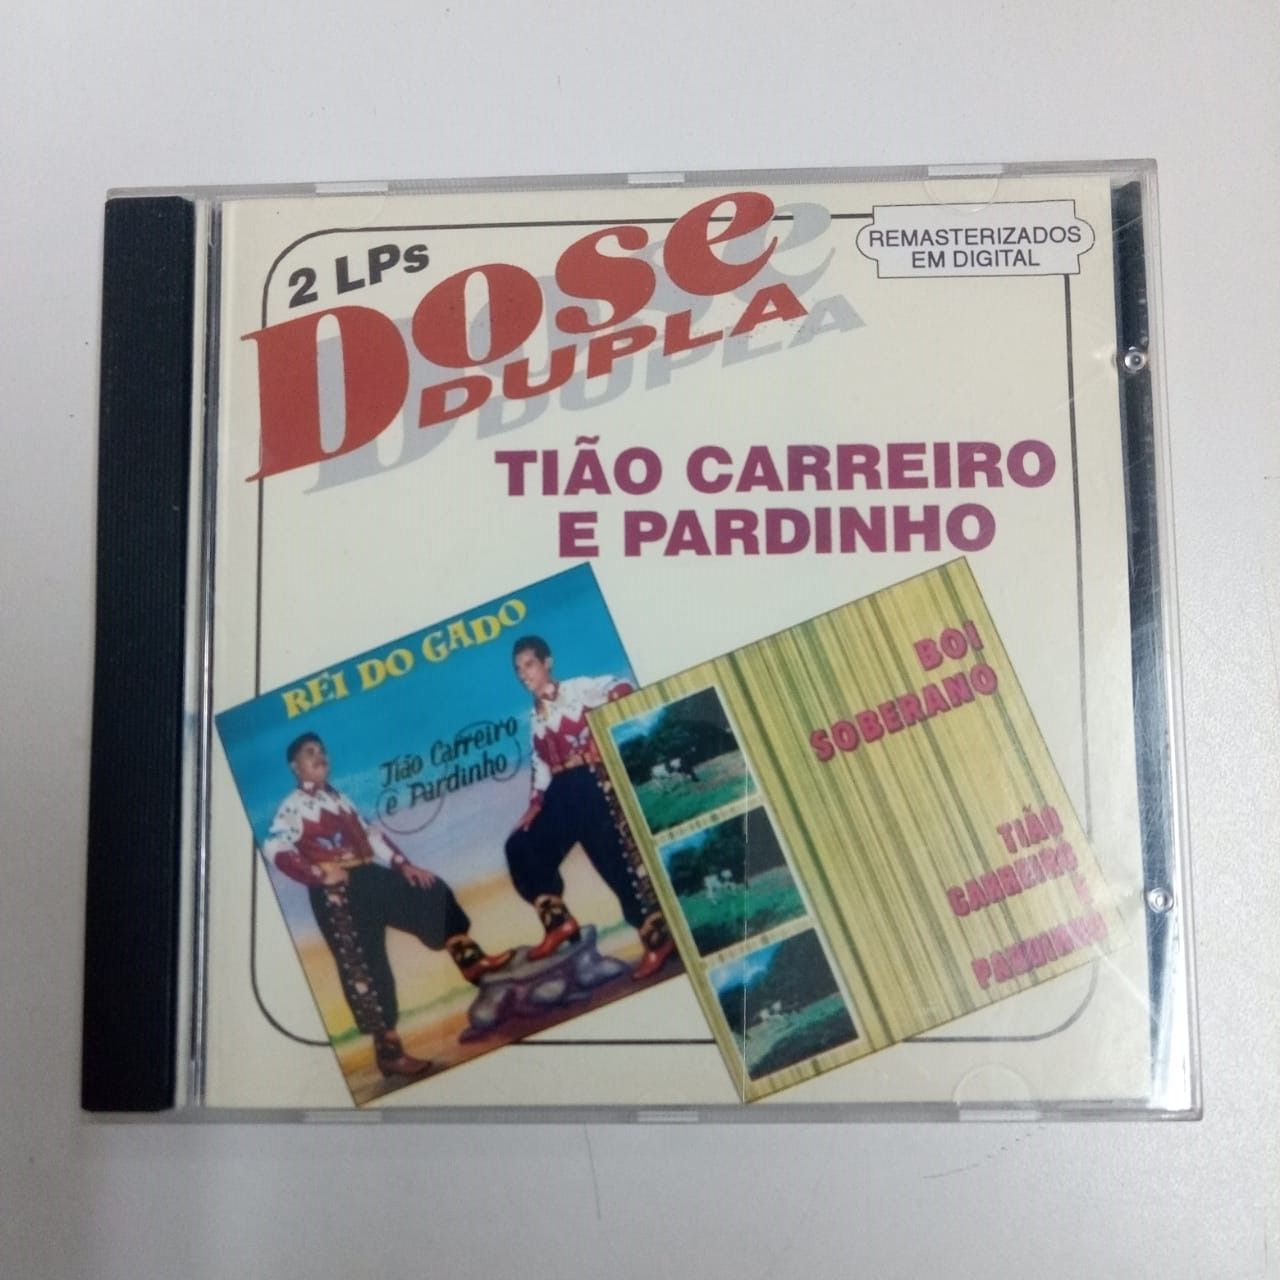 2 LPs
Dose
DUPLA
REMASTERIZADOS
EM DIGITAL
TIÃO CARREIRO
E PARDINHO
REI DO GADO
Tião Carreiro
e Pardinho
BOI
SOBERANO
TIÃO
CARREIRO
E
PARDINHO